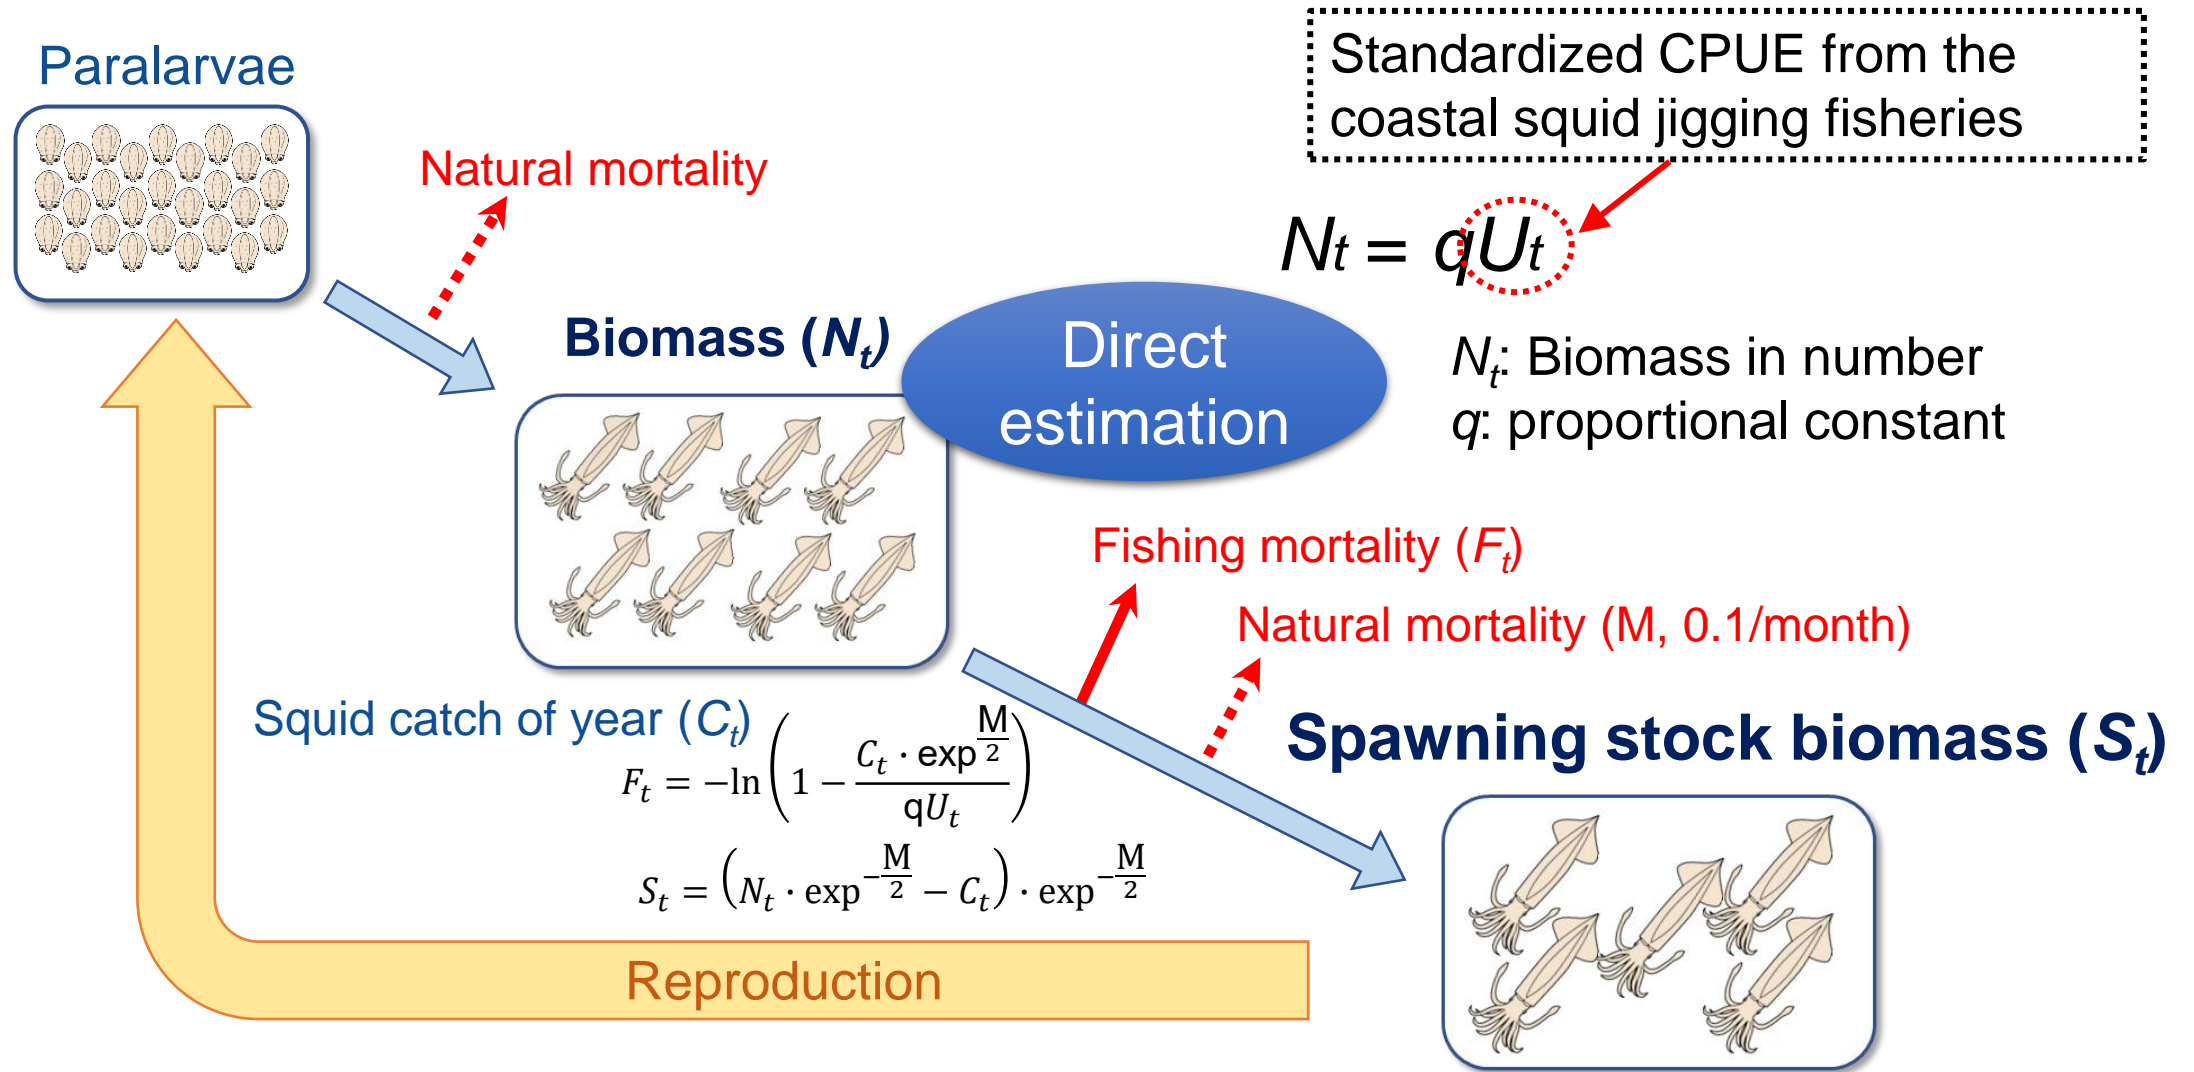 Paralarvae
Standardized CPUE from the
coastal squid jigging fisheries
Natural mortality
Nt = qUt
Biomass (Nt)
Direct
estimation
Nt: Biomass in number
q: proportional constant
Fishing mortality (Ft)
Natural mortality (M, 0.1/month)
Squid catch of year (Ct)
Ft = −ln(1 − (Ct · exp^(M/2))/(qUt))
Spawning stock biomass (St)
St = (Nt · exp^(−M/2) − Ct) · exp^(−M/2)
Reproduction